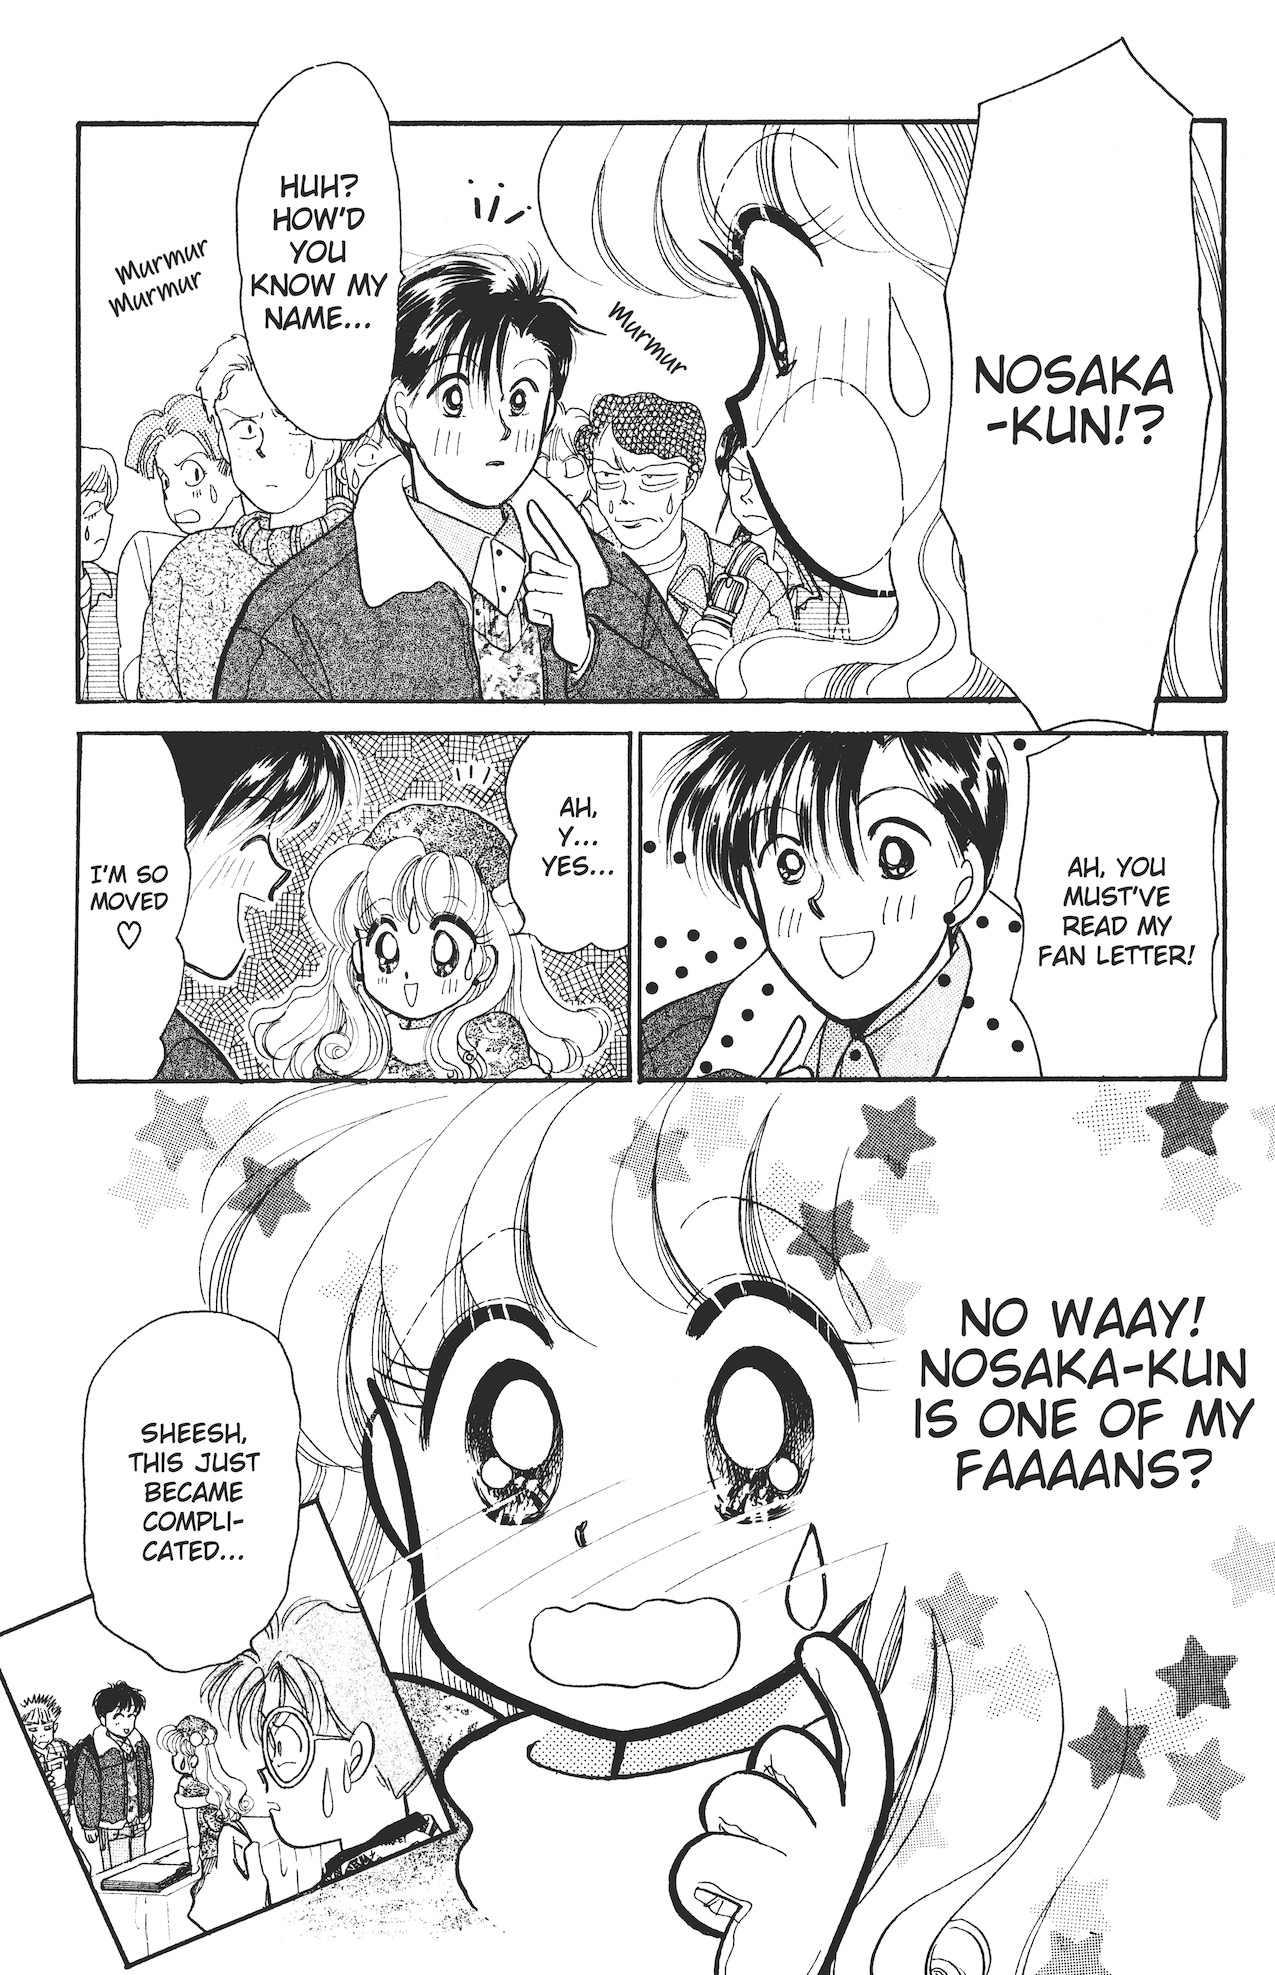 NOSAKA
-KUN!?
HUH?
HOW'D
YOU
KNOW MY
NAME...
Murmur
Murmur
Murmur
AH, YOU
MUST'VE
READ MY
FAN LETTER!
AH,
Y...
YES...
I'M SO
MOVED
♡
NO WAAY!
NOSAKA-KUN
IS ONE OF MY
FAAAANS?
SHEESH,
THIS JUST
BECAME
COMPLI-
CATED...